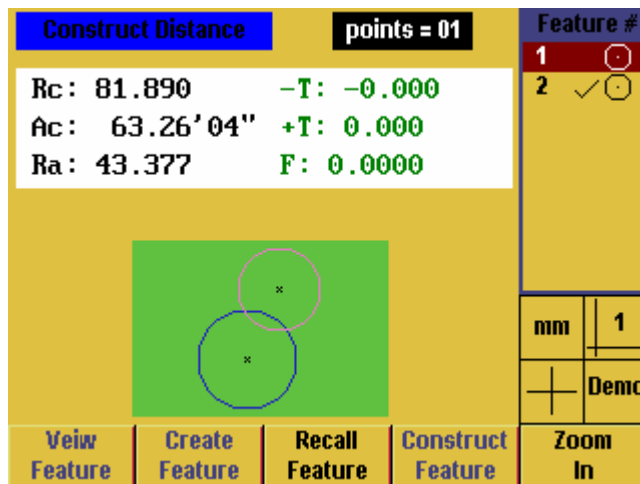 Construct Distance
points = 01
Feature #
1
2
Rc: 81.890 -T: -0.000
Ac: 63.26'04" +T: 0.000
Ra: 43.377 F: 0.0000
mm
1
Demo
Veiw Feature
Create Feature
Recall Feature
Construct Feature
Zoom In